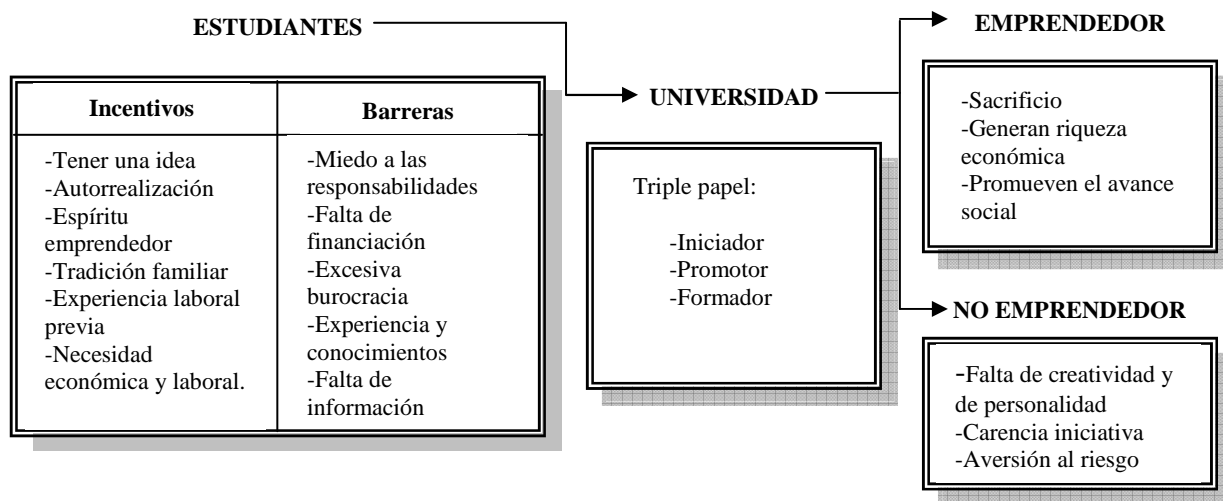 ESTUDIANTES
Incentivos
-Tener una idea
-Autorrealización
-Espíritu
emprendedor
-Tradición familiar
-Experiencia laboral
previa
-Necesidad
económica y laboral.
Barreras
-Miedo a las
responsabilidades
-Falta de
financiación
-Excesiva
burocracia
-Experiencia y
conocimientos
-Falta de
información
UNIVERSIDAD
Triple papel:
-Iniciador
-Promotor
-Formador
EMPRENDEDOR
-Sacrificio
-Generan riqueza
económica
-Promueven el avance
social
NO EMPRENDEDOR
-Falta de creatividad y
de personalidad
-Carencia iniciativa
-Aversión al riesgo